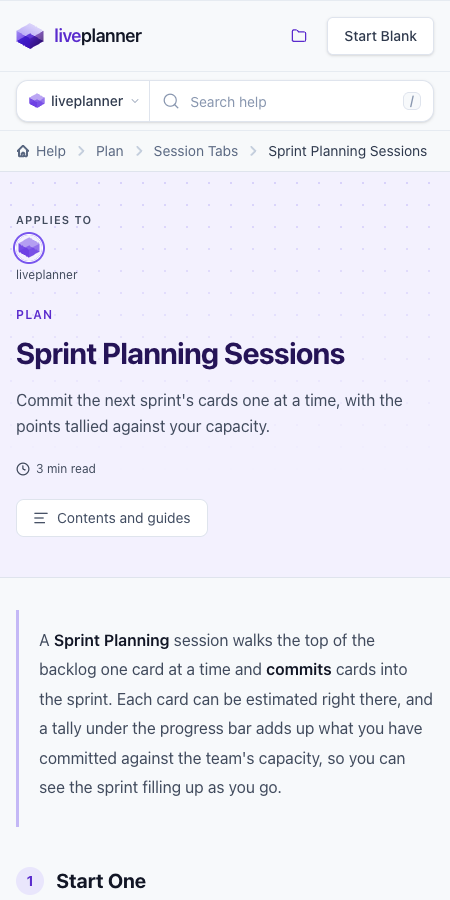 liveplanner
Start Blank
liveplanner
Search help
/
Help
Plan
Session Tabs
Sprint Planning Sessions
APPLIES TO
liveplanner
PLAN
Sprint Planning Sessions
Commit the next sprint's cards one at a time, with the
points tallied against your capacity.
3 min read
Contents and guides
A Sprint Planning session walks the top of the
backlog one card at a time and commits cards into
the sprint. Each card can be estimated right there, and
a tally under the progress bar adds up what you have
committed against the team's capacity, so you can
see the sprint filling up as you go.
1
Start One